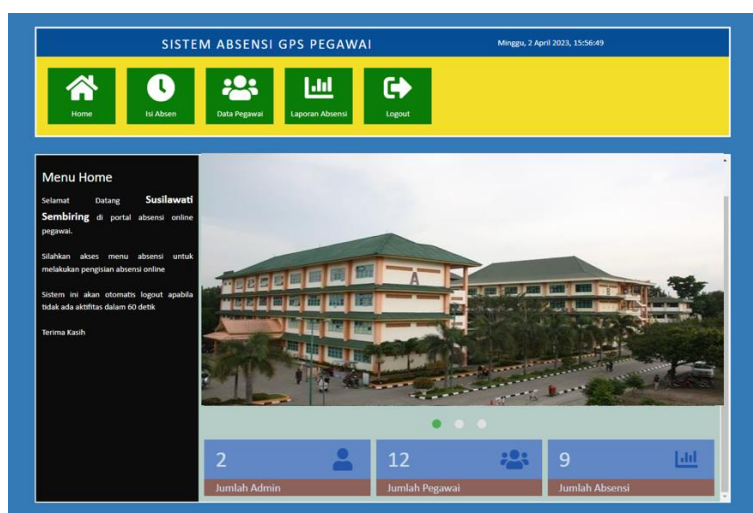 SISTEM ABSENSI GPS PEGAWAI
Minggu, 2 April 2023, 15:56:49
Home
Isi Absen
Data Pegawai
Laporan Absensi
Logout
Menu Home
Selamat Datang Susilawati
Sembiring di portal absensi online
pegawai.
Silahkan akses menu absensi untuk
melakukan pengisian absensi online
Sistem ini akan otomatis logout apabila
tidak ada aktifitas dalam 60 detik
Terima Kasih
A
2
Jumlah Admin
12
Jumlah Pegawai
9
Jumlah Absensi